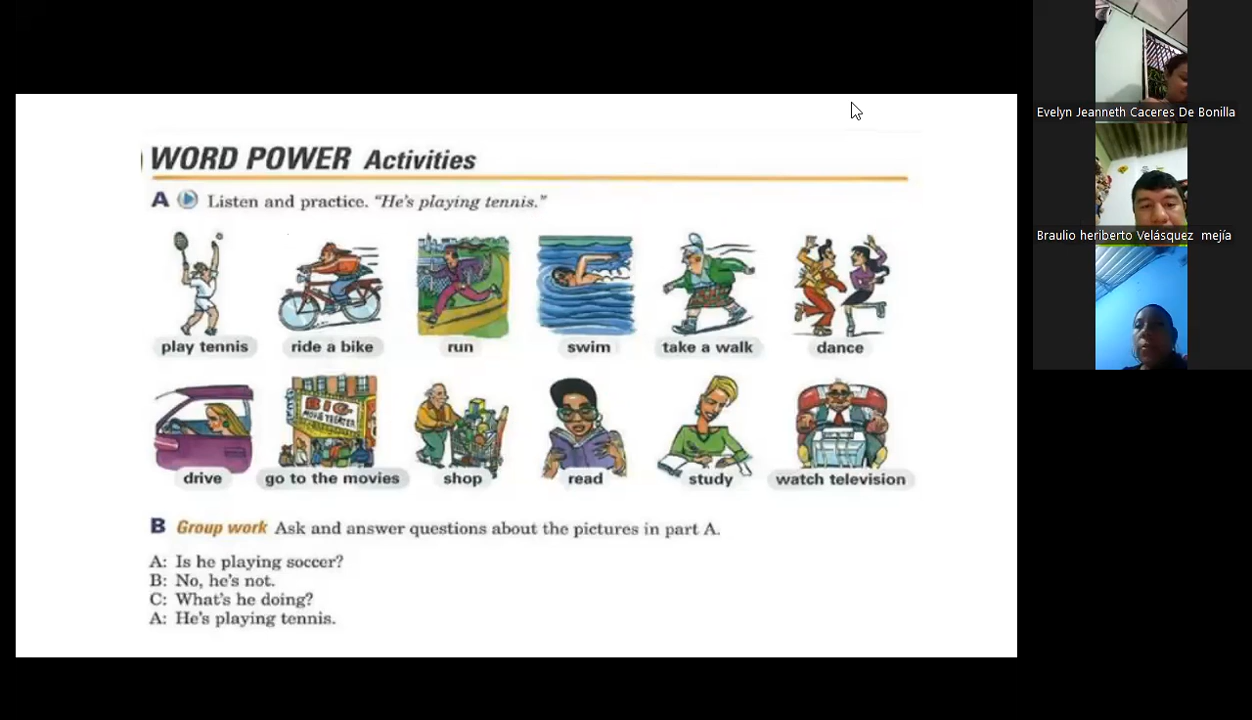 WORD POWER Activities
A Listen and practice. "He's playing tennis."
play tennis
ride a bike
run
swim
take a walk
dance
BIG
MOVIE THEATER
drive
go to the movies
shop
read
study
watch television
B Group work Ask and answer questions about the pictures in part A.
A: Is he playing soccer?
B: No, he's not.
C: What's he doing?
A: He's playing tennis.
Evelyn Jeanneth Caceres De Bonilla
Braulio heriberto Velásquez mejía